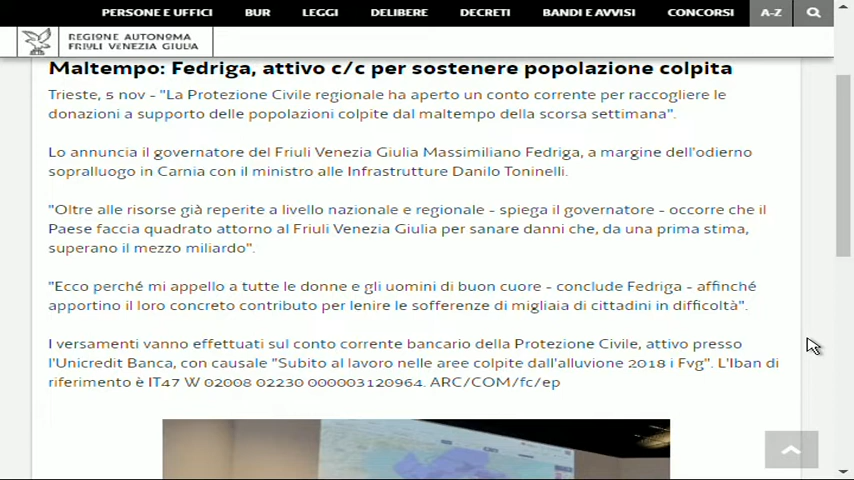 PERSONE E UFFICI BUR LEGGI DELIBERE DECRETI BANDI E AVVISI CONCORSI A-Z
REGIONE AUTONOMA
FRIULI VENEZIA GIULIA
Maltempo: Fedriga, attivo c/c per sostenere popolazione colpita
Trieste, 5 nov - "La Protezione Civile regionale ha aperto un conto corrente per raccogliere le
donazioni a supporto delle popolazioni colpite dal maltempo della scorsa settimana".
Lo annuncia il governatore del Friuli Venezia Giulia Massimiliano Fedriga, a margine dell'odierno
sopralluogo in Carnia con il ministro alle Infrastrutture Danilo Toninelli.
"Oltre alle risorse già reperite a livello nazionale e regionale - spiega il governatore - occorre che il
Paese faccia quadrato attorno al Friuli Venezia Giulia per sanare danni che, da una prima stima,
superano il mezzo miliardo".
"Ecco perché mi appello a tutte le donne e gli uomini di buon cuore - conclude Fedriga - affinché
apportino il loro concreto contributo per lenire le sofferenze di migliaia di cittadini in difficoltà".
I versamenti vanno effettuati sul conto corrente bancario della Protezione Civile, attivo presso
l'Unicredit Banca, con causale "Subito al lavoro nelle aree colpite dall'alluvione 2018 i Fvg". L'Iban di
riferimento è IT47 W 02008 02230 000003120964. ARC/COM/fc/ep